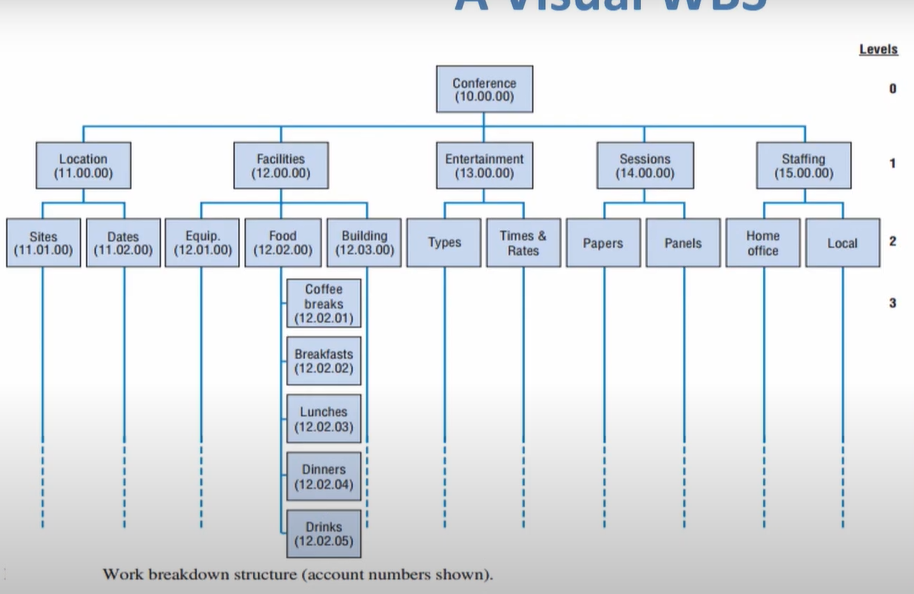 A Visual WBS
Levels
Conference
(10.00.00)
0
Location
(11.00.00)
Facilities
(12.00.00)
Entertainment
(13.00.00)
Sessions
(14.00.00)
Staffing
(15.00.00)
1
Sites
(11.01.00)
Dates
(11.02.00)
Equip.
(12.01.00)
Food
(12.02.00)
Building
(12.03.00)
Types
Times &
Rates
Papers
Panels
Home
office
Local
2
Coffee
breaks
(12.02.01)
3
Breakfasts
(12.02.02)
Lunches
(12.02.03)
Dinners
(12.02.04)
Drinks
(12.02.05)
Work breakdown structure (account numbers shown).